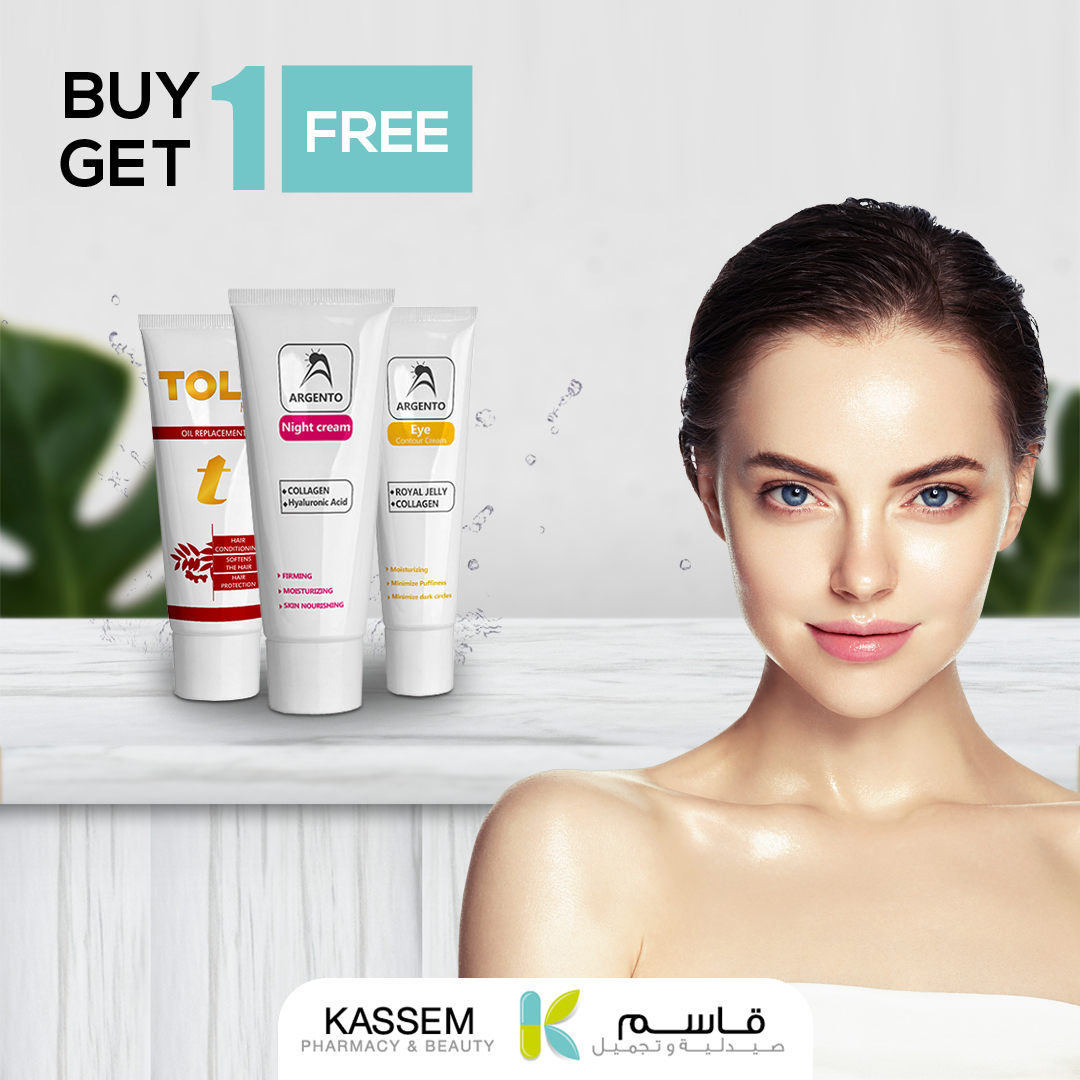 BUY 1 FREE
GET
TOL
OIL REPLACEMENT
t
HAIR
CONDITIONIN
SOFTENS
THE HAIR
HAIR
PROTECTION
ARGENTO
Night cream
COLLAGEN
Hyaluronic Acid
FIRMING
MOISTURIZING
SKIN NOURISHING
ARGENTO
Eye
Contour Cream
ROYAL JELLY
COLLAGEN
Moisturizing
Minimize Puffiness
Minimize dark circles
KASSEM
PHARMACY & BEAUTY
قاسم
صيدلية وتجميل